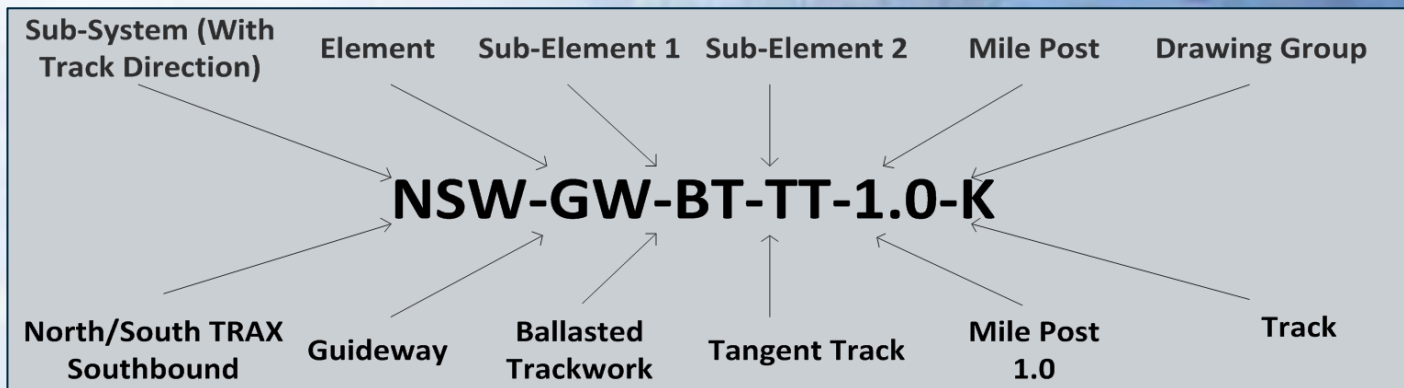 Sub-System (With
Track Direction)
Element
Sub-Element 1
Sub-Element 2
Mile Post
Drawing Group
NSW-GW-BT-TT-1.0-K
North/South TRAX
Southbound
Guideway
Ballasted
Trackwork
Tangent Track
Mile Post
1.0
Track